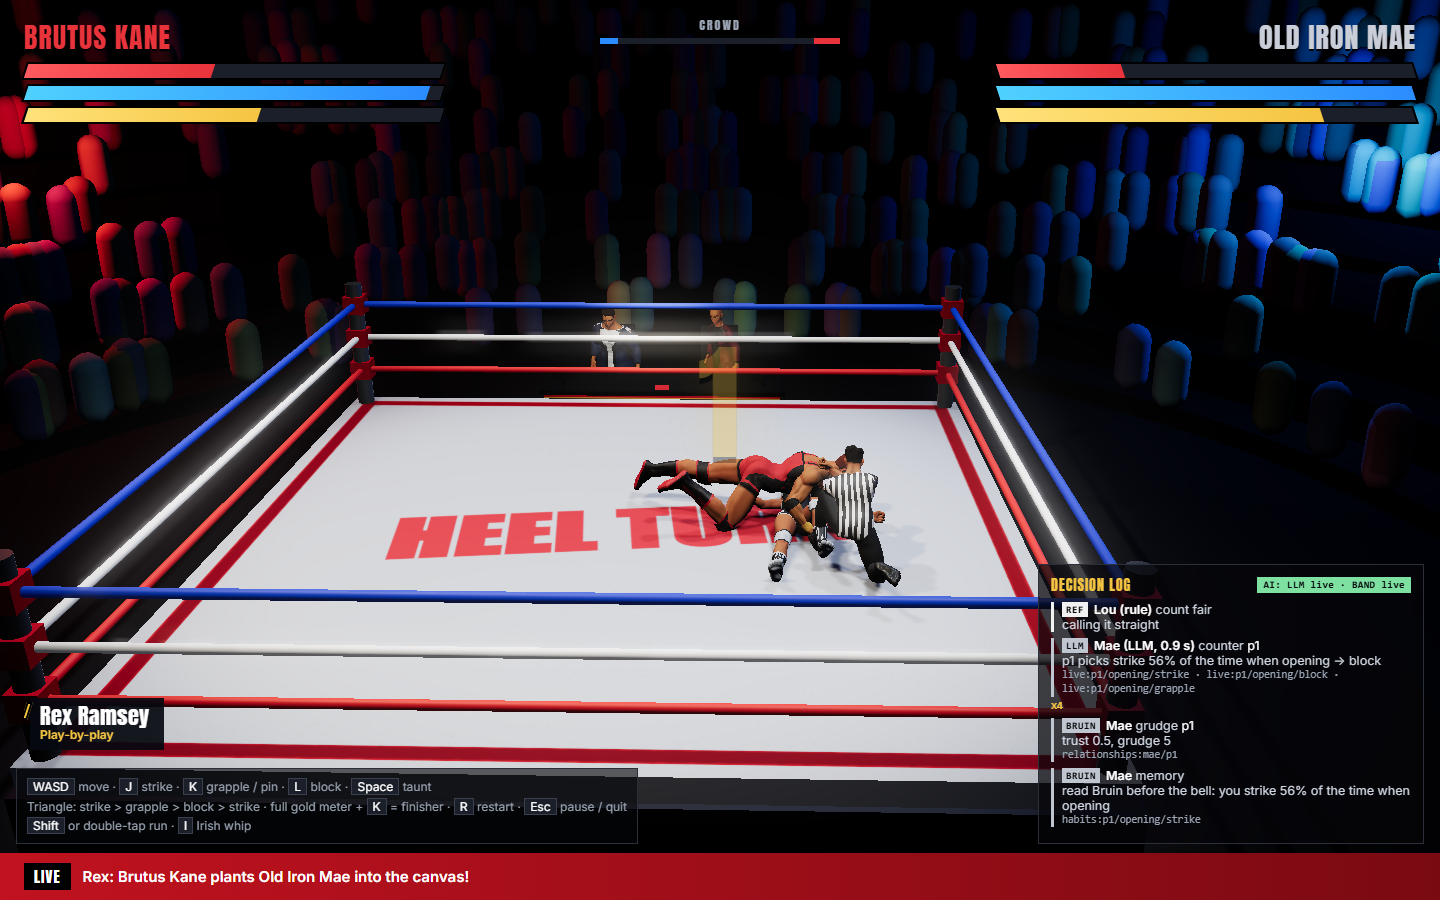 BRUTUS KANE
CROWD
OLD IRON MAE
HEEL TUR
DECISION LOG
AI: LLM live · BAND live
REF Lou (rule) count fair
calling it straight
LLM Mae (LLM, 0.9 s) counter p1
p1 picks strike 56% of the time when opening → block
live:p1/opening/strike · live:p1/opening/block ·
live:p1/opening/grapple
x4
BRUIN Mae grudge p1
trust 0.5, grudge 5
relationships:mae/p1
BRUIN Mae memory
read Bruin before the bell: you strike 56% of the time when
opening
habits:p1/opening/strike
Rex Ramsey
Play-by-play
WASD move · J strike · K grapple / pin · L block · Space taunt
Triangle: strike > grapple > block > strike · full gold meter + K = finisher · R restart · Esc pause / quit
Shift or double-tap run · I Irish whip
LIVE Rex: Brutus Kane plants Old Iron Mae into the canvas!